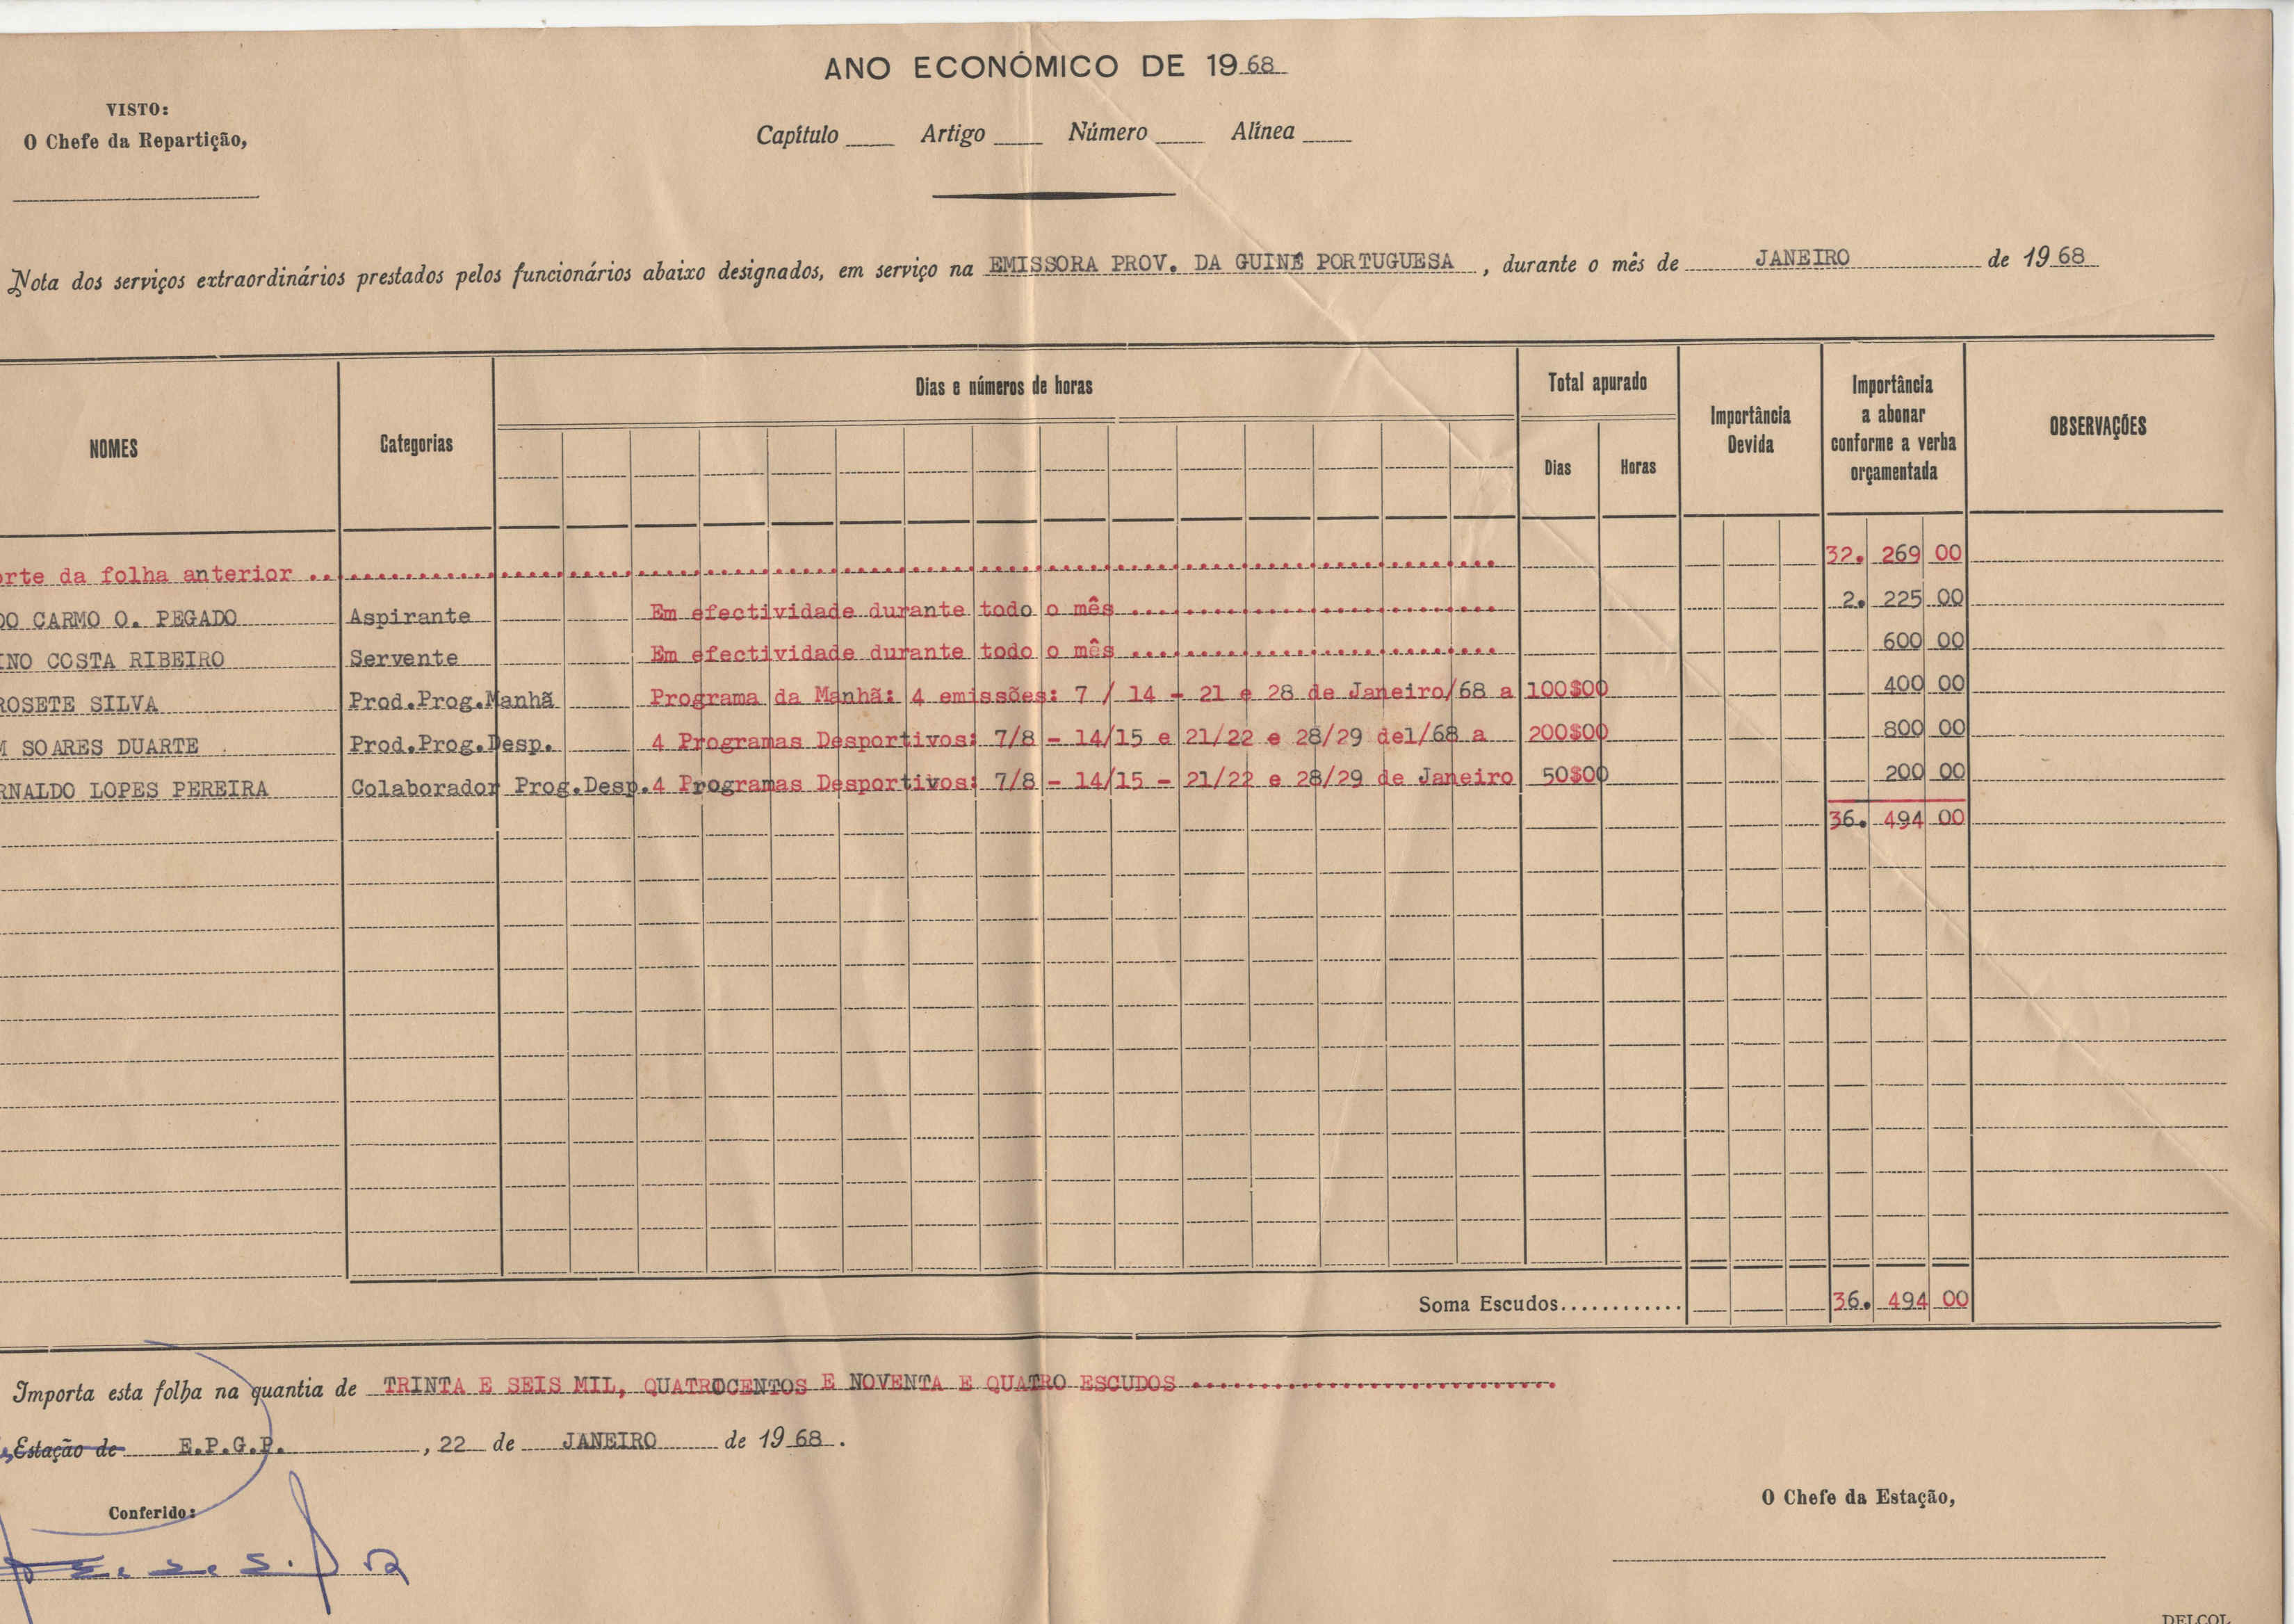 ANO ECONÓMICO DE 1968
VISTO:
O Chefe da Repartição,
Capítulo Artigo Número Alínea
Nota dos serviços extraordinários prestados pelos funcionários abaixo designados, em serviço na EMISSORA PROV. DA GUINÉ PORTUGUESA, durante o mês de JANEIRO de 1968
NOMES Categorias Dias e números de horas Total apurado Dias Horas Importância Devida Importância a abonar conforme a verba orçamentada OBSERVAÇÕES
orte da folha anterior .......... 32. 269 00
DO CARMO O. PEGADO Aspirante Em efectividade durante todo o mês .......... 2. 225 00
INO COSTA RIBEIRO Servente Em efectividade durante todo o mês .......... 600 00
ROSETE SILVA Prod.Prog.Manhã Programa da Manhã: 4 emissões: 7 / 14 - 21 e 28 de Janeiro/68 a 100$00 400 00
M SOARES DUARTE Prod.Prog.Desp. 4 Programas Desportivos: 7/8 - 14/15 e 21/22 e 28/29 de1/68 a 200$00 800 00
RNALDO LOPES PEREIRA Colaborador Prog.Desp. 4 Programas Desportivos: 7/8 - 14/15 - 21/22 e 28/29 de Janeiro 50$00 200 00
36. 494 00
Soma Escudos............ 36. 494 00
Importa esta folha na quantia de TRINTA E SEIS MIL, QUATROCENTOS E NOVENTA E QUATRO ESCUDOS ..........
Estação de E.P.G.P. , 22 de JANEIRO de 1968.
Conferido:
O Chefe da Estação,
DELCOL